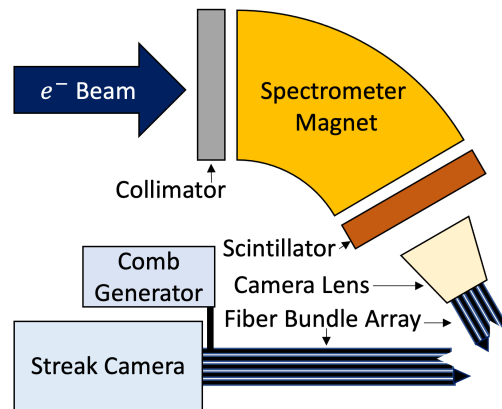 e⁻ Beam
Spectrometer
Magnet
Collimator
Scintillator
Comb
Generator
Camera Lens
Fiber Bundle Array
Streak Camera